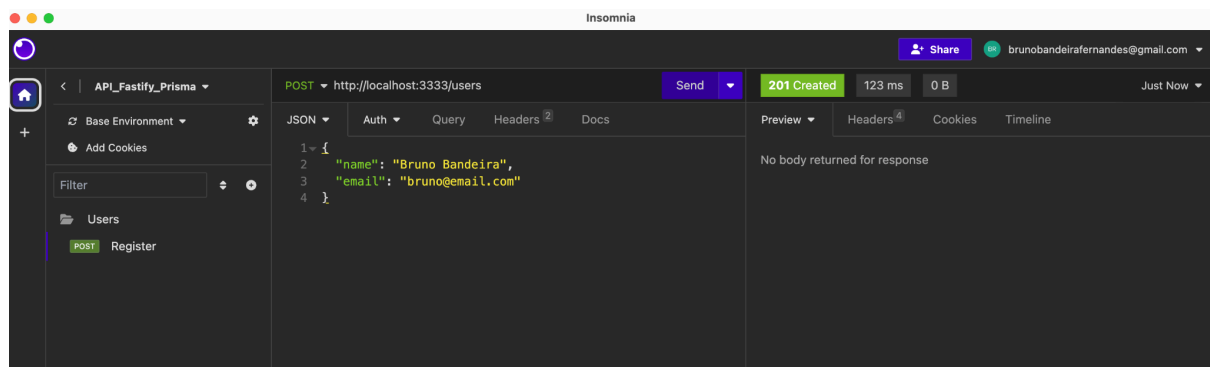 Insomnia
Share
BR
brunobandeirafernandes@gmail.com
API_Fastify_Prisma
Base Environment
Add Cookies
Filter
Users
POST Register
POST http://localhost:3333/users Send
JSON Auth Query Headers 2 Docs
1 {
2 "name": "Bruno Bandeira",
3 "email": "bruno@email.com"
4 }
201 Created 123 ms 0 B Just Now
Preview Headers 4 Cookies Timeline
No body returned for response